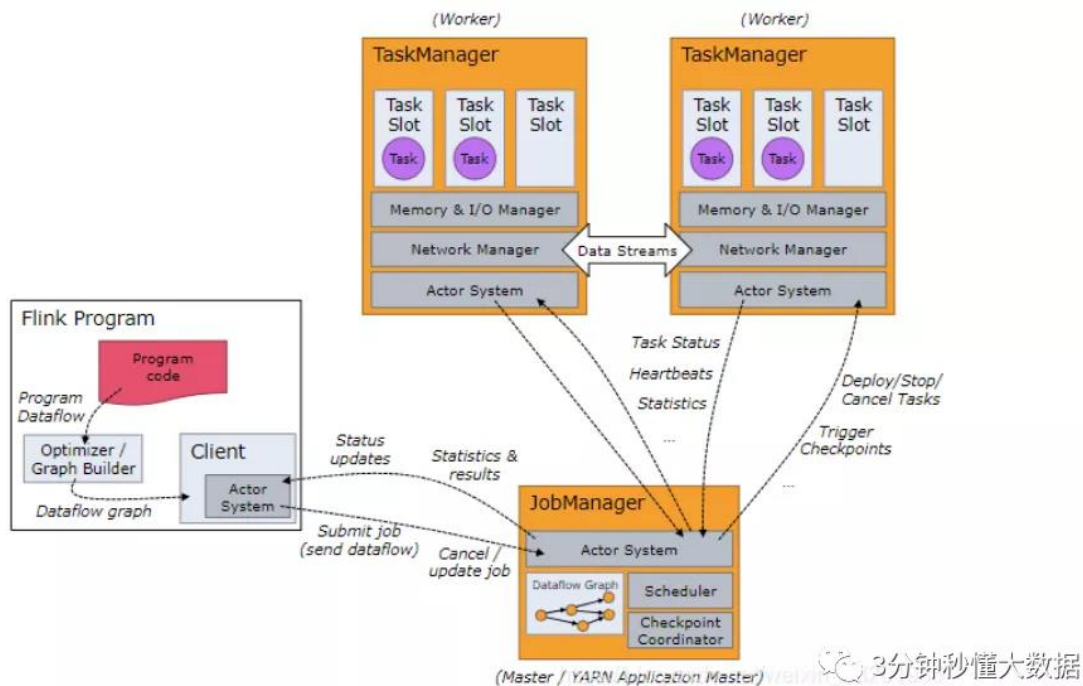 (Worker)
(Worker)
TaskManager
TaskManager
Task
Slot
Task
Slot
Task
Slot
Task
Slot
Task
Slot
Task
Slot
Task
Task
Task
Task
Memory & I/O Manager
Memory & I/O Manager
Network Manager
Data Streams
Network Manager
Actor System
Actor System
Flink Program
Program
code
Program
Dataflow
Optimizer /
Graph Builder
Dataflow graph
Client
Actor
System
Status
updates
Statistics &
results
Submit job
(send dataflow)
Cancel /
update job
Task Status
Heartbeats
Statistics
...
Deploy/Stop/
Cancel Tasks
Trigger
Checkpoints
...
JobManager
Actor System
Dataflow Graph
Scheduler
Checkpoint
Coordinator
(Master / YARN Application Master)
3分钟秒懂大数据